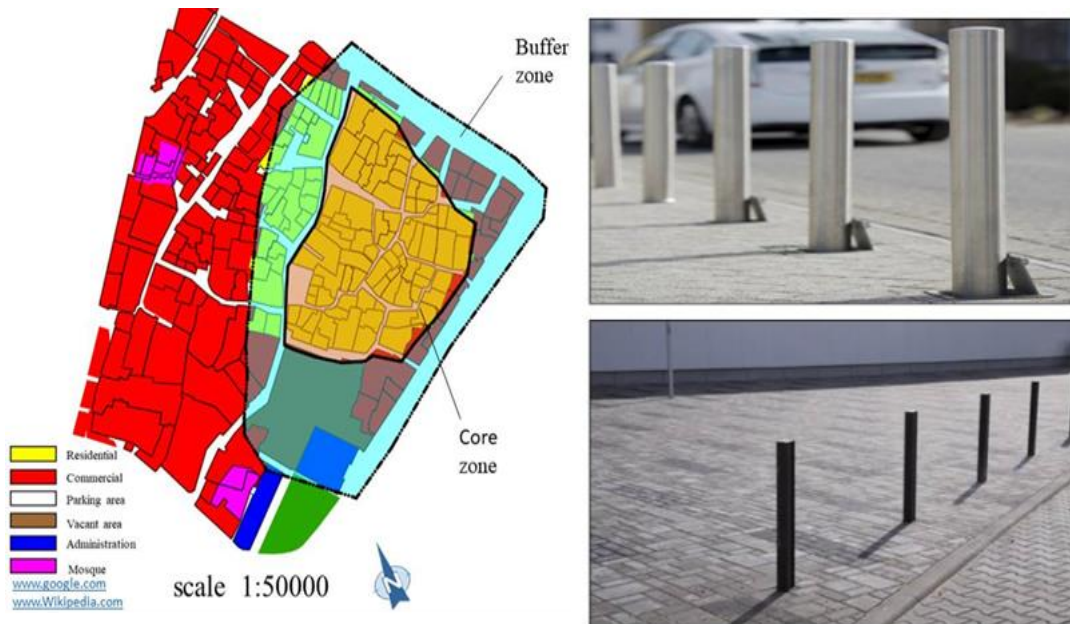 Buffer
zone
Core
zone
Residential
Commercial
Parking area
Vacant area
Administration
Mosque
www.google.com
www.Wikipedia.com
scale 1:50000